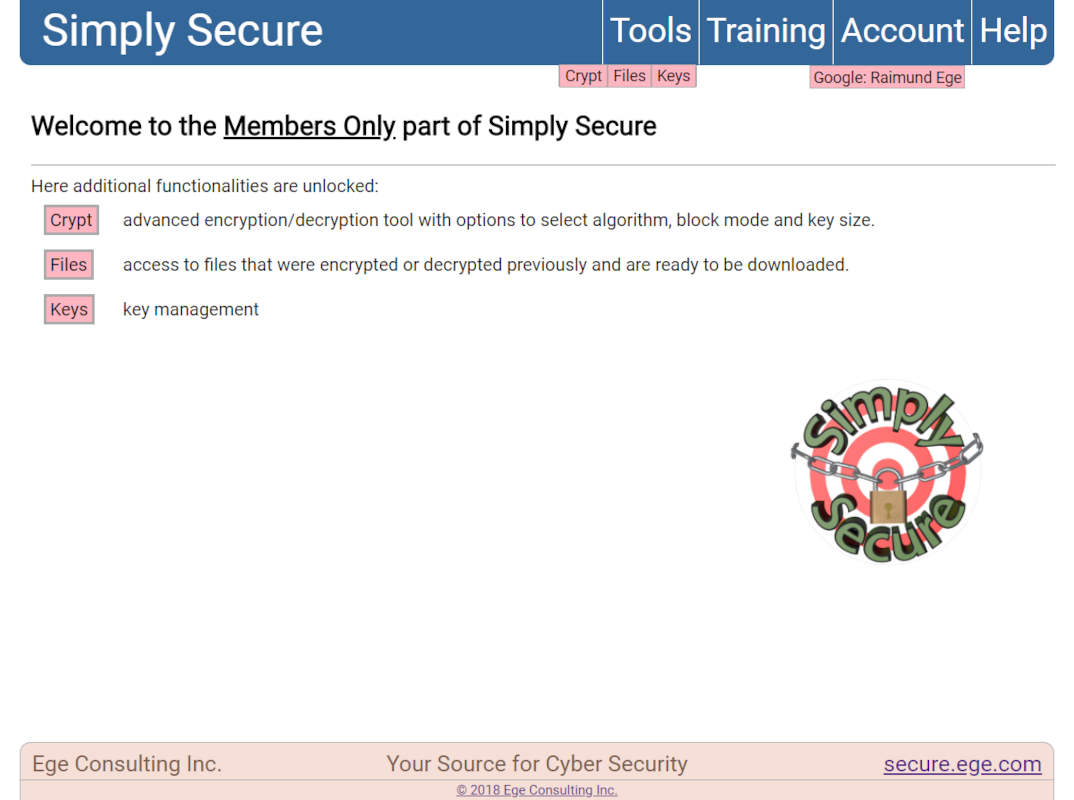 Simply Secure Tools Training Account Help
Crypt Files Keys Google: Raimund Ege
Welcome to the Members Only part of Simply Secure
Here additional functionalities are unlocked:
Crypt advanced encryption/decryption tool with options to select algorithm, block mode and key size.
Files access to files that were encrypted or decrypted previously and are ready to be downloaded.
Keys key management
Simply
Secure
Ege Consulting Inc. Your Source for Cyber Security secure.ege.com
© 2018 Ege Consulting Inc.